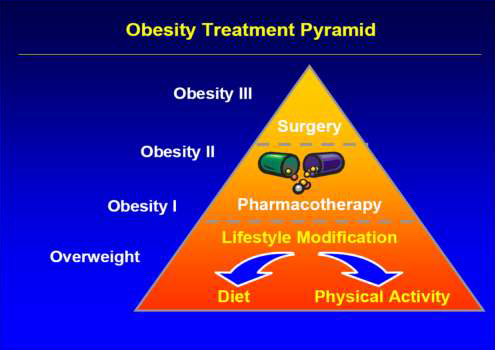 Obesity Treatment Pyramid
Obesity III
Surgery
Obesity II
Obesity I
Pharmacotherapy
Lifestyle Modification
Overweight
Diet
Physical Activity